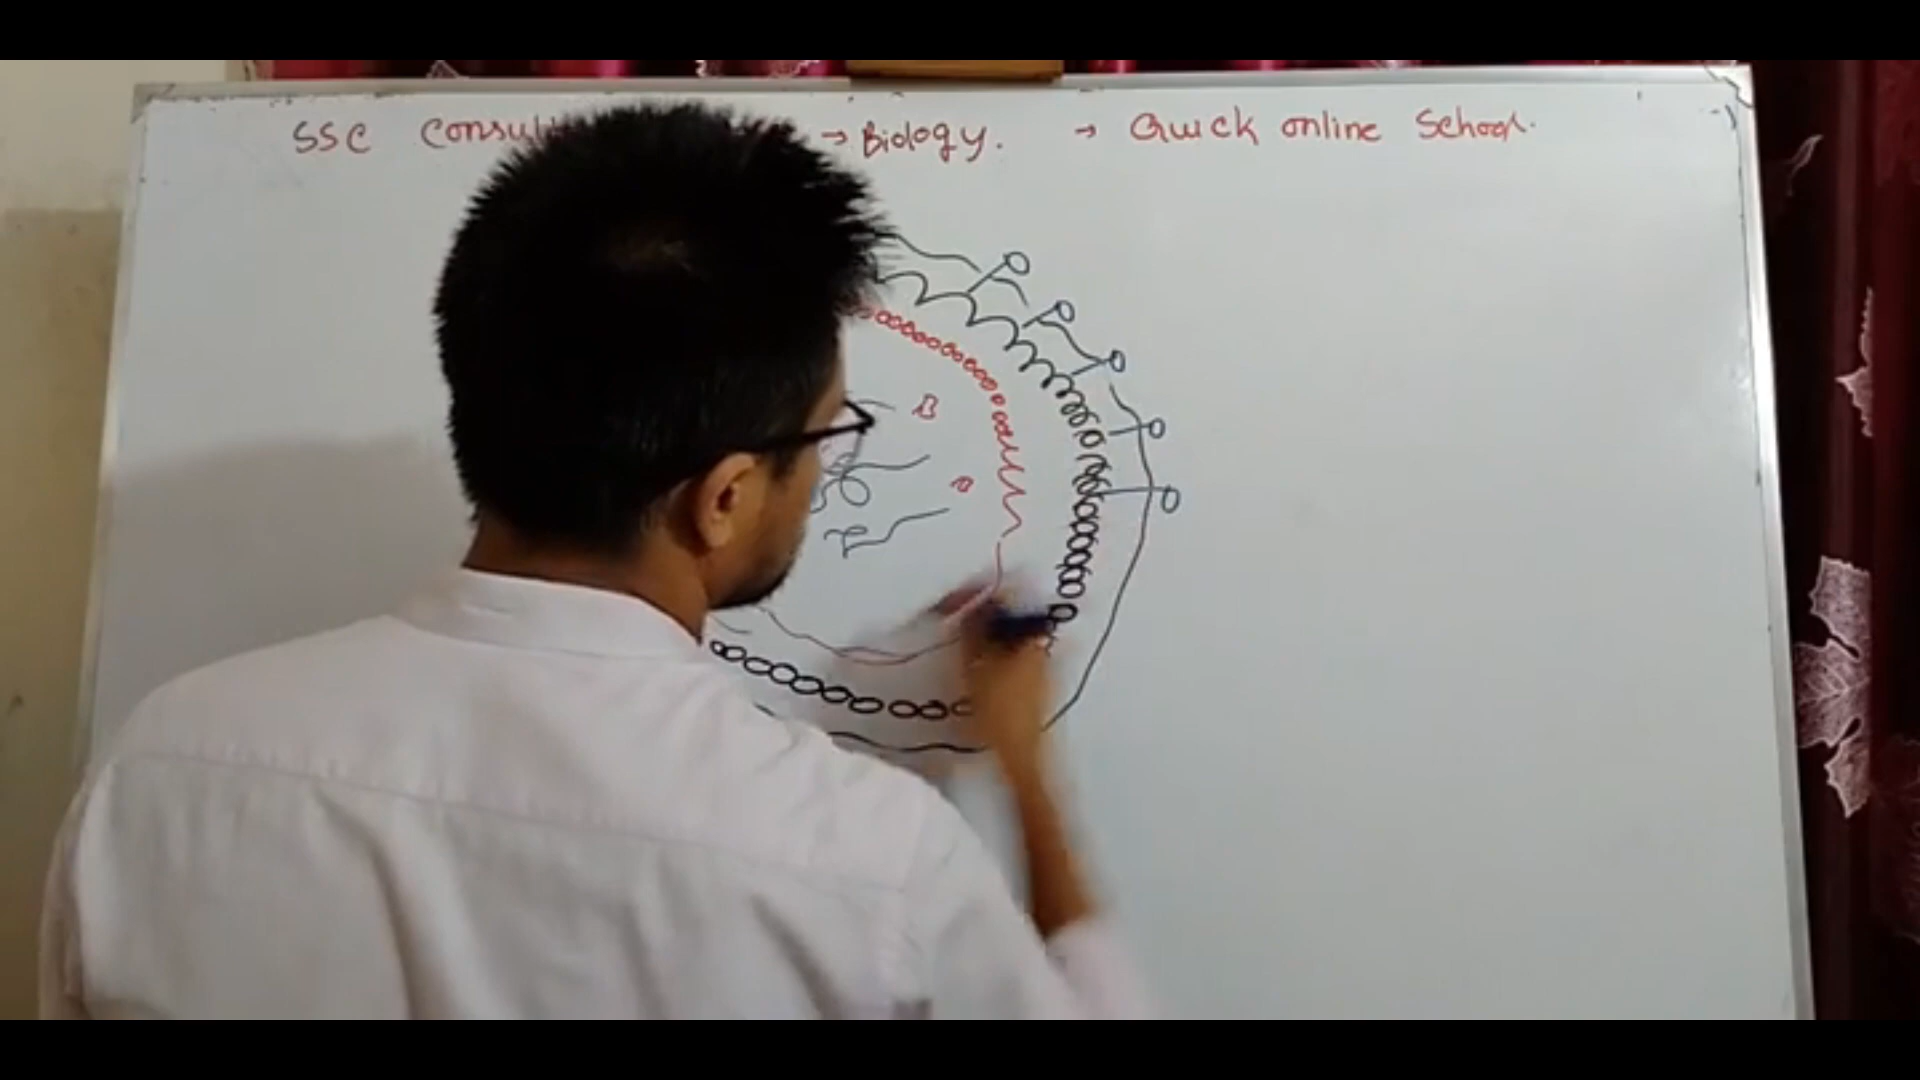 SSC → Biology. → Quick online School.
B
B